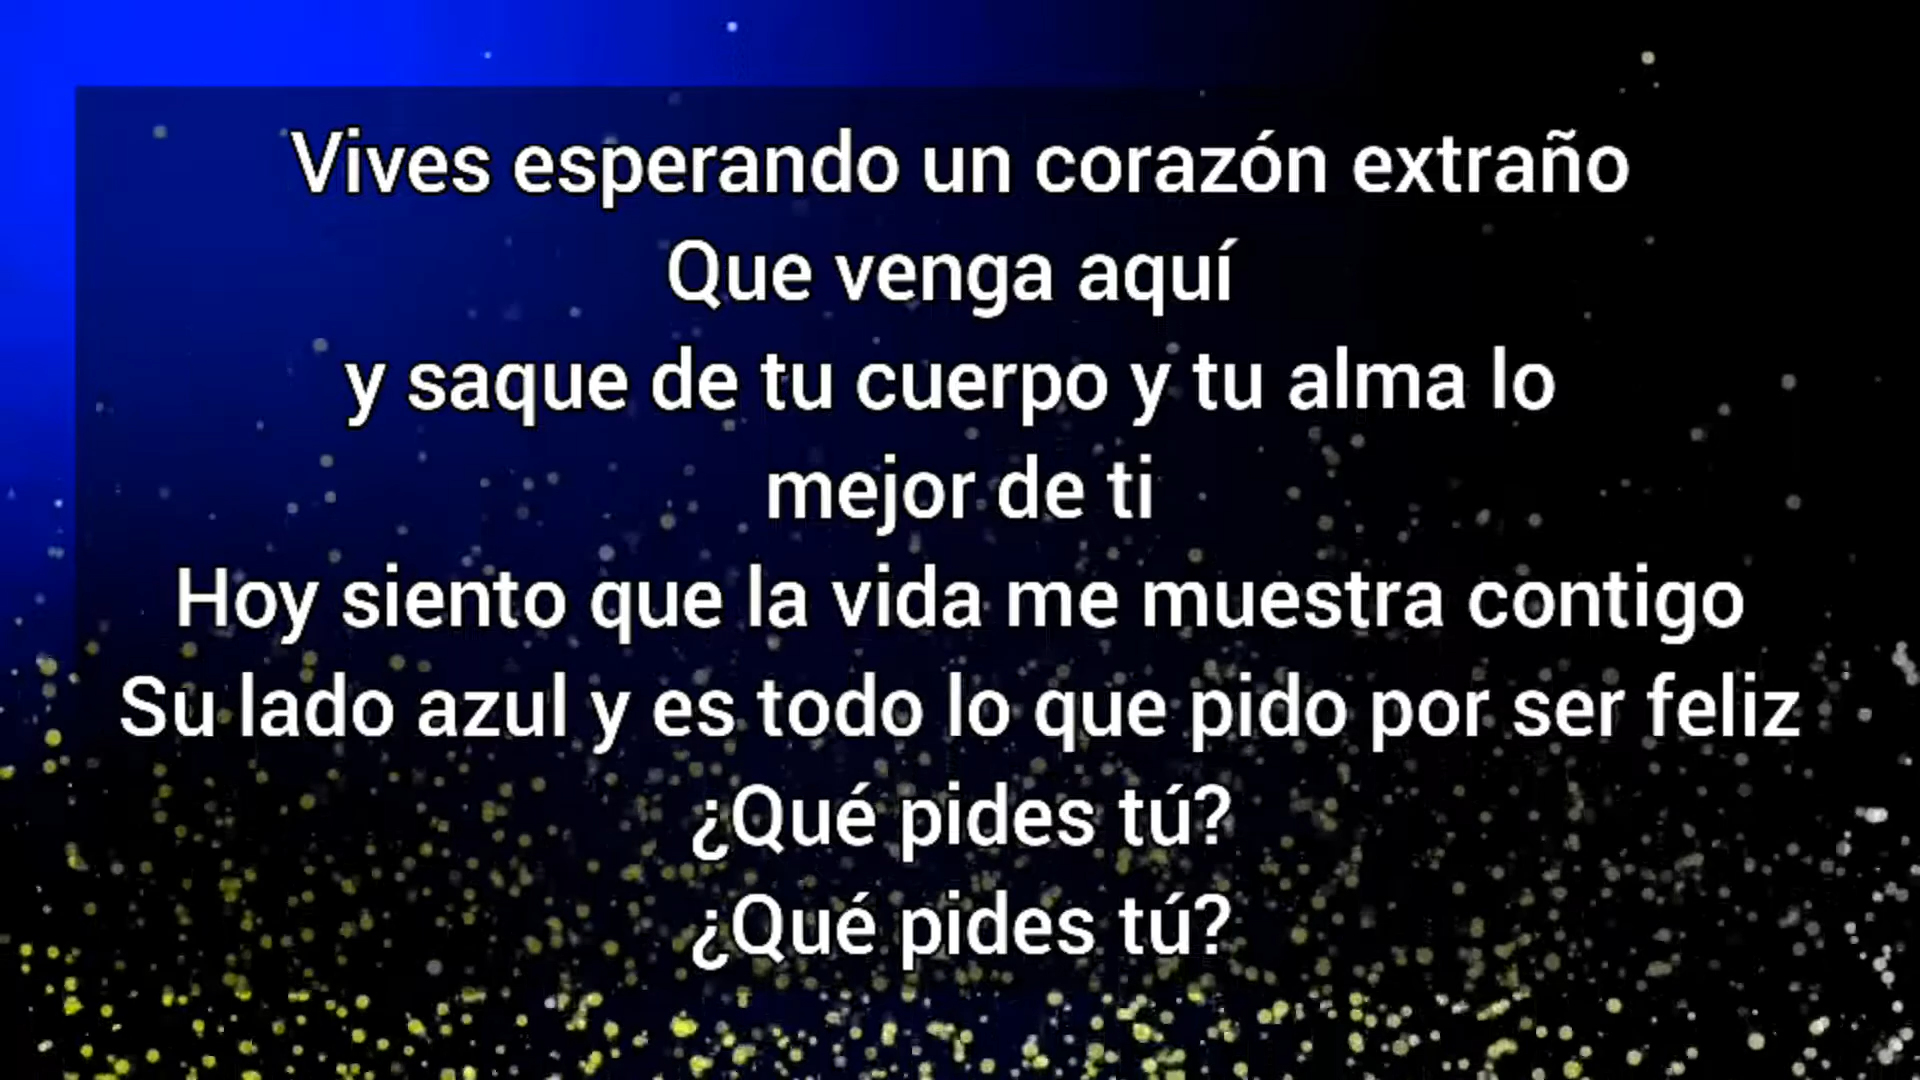 Vives esperando un corazón extraño
Que venga aquí
y saque de tu cuerpo y tu alma lo
mejor de ti
Hoy siento que la vida me muestra contigo
Su lado azul y es todo lo que pido por ser feliz
¿Qué pides tú?
¿Qué pides tú?